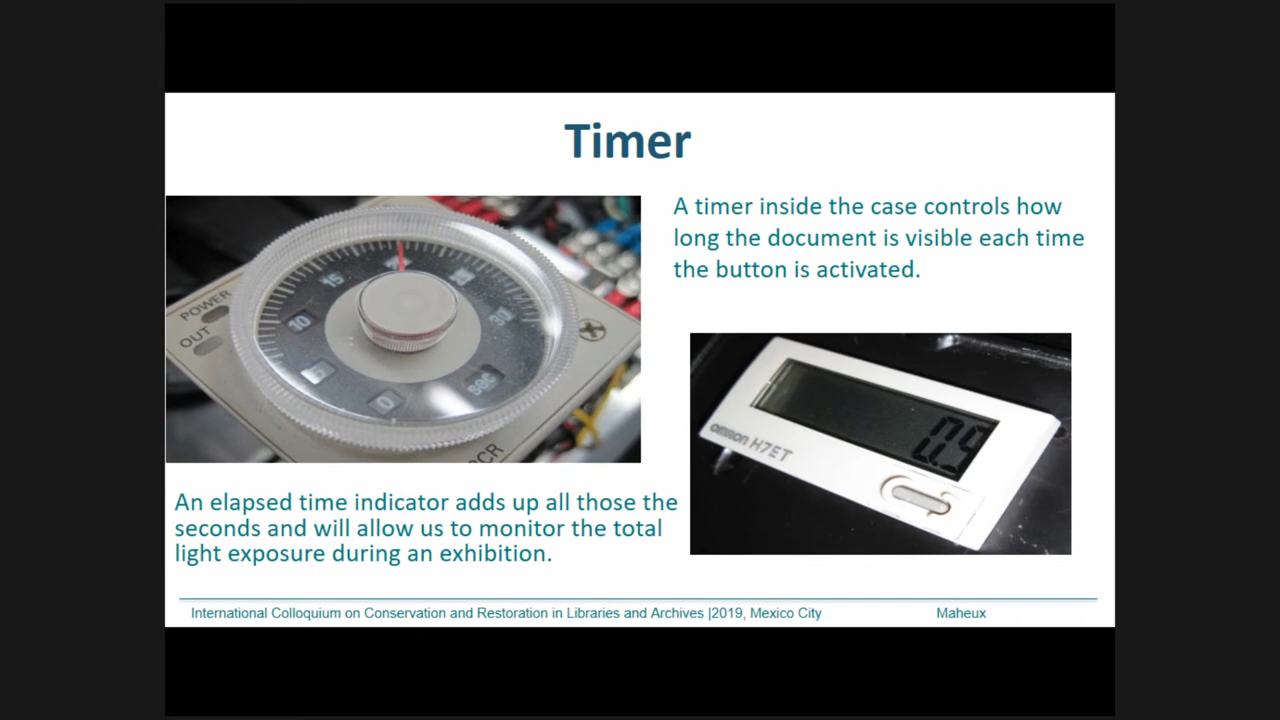 Timer
A timer inside the case controls how
long the document is visible each time
the button is activated.
POWER
OUT
0
10
15
30
sec
omron H7ET
0.5
An elapsed time indicator adds up all those the
seconds and will allow us to monitor the total
light exposure during an exhibition.
International Colloquium on Conservation and Restoration in Libraries and Archives |2019, Mexico City
Maheux